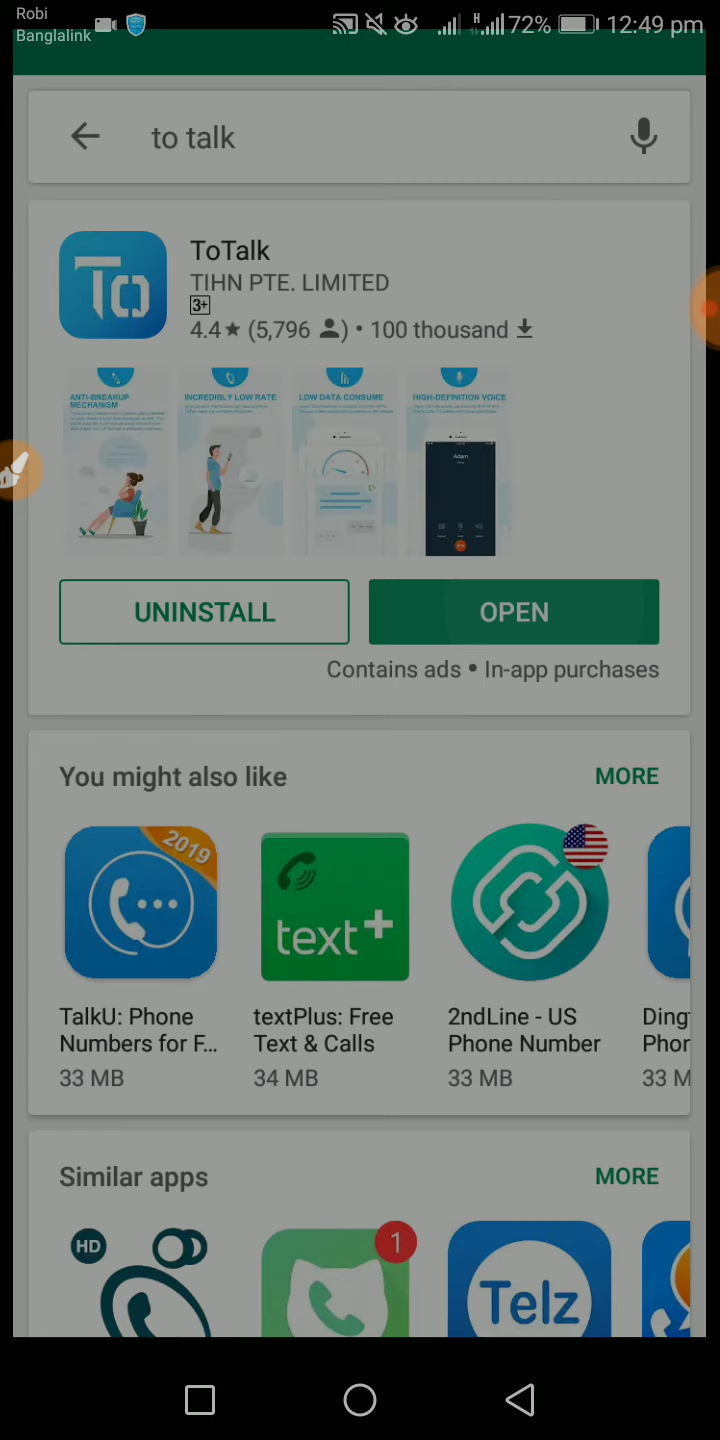 Robi
Banglalink
H
72%
12:49 pm
to talk
To
ToTalk
TIHN PTE. LIMITED
3+
4.4★ (5,796 ) • 100 thousand
ANTI-BREAKUP
MECHANISM
INCREDIBLY LOW RATE
LOW DATA CONSUME
HIGH-DEFINITION VOICE
Adam
UNINSTALL
OPEN
Contains ads • In-app purchases
You might also like
MORE
2019
text+
TalkU: Phone
Numbers for F...
33 MB
textPlus: Free
Text & Calls
34 MB
2ndLine - US
Phone Number
33 MB
33 M
Similar apps
MORE
HD
1
Telz